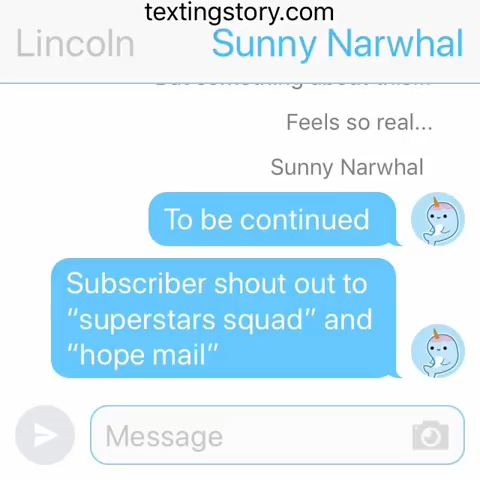 textingstory.com
Lincoln Sunny Narwhal
Feels so real...
Sunny Narwhal
To be continued
Subscriber shout out to
“superstars squad” and
“hope mail”
Message